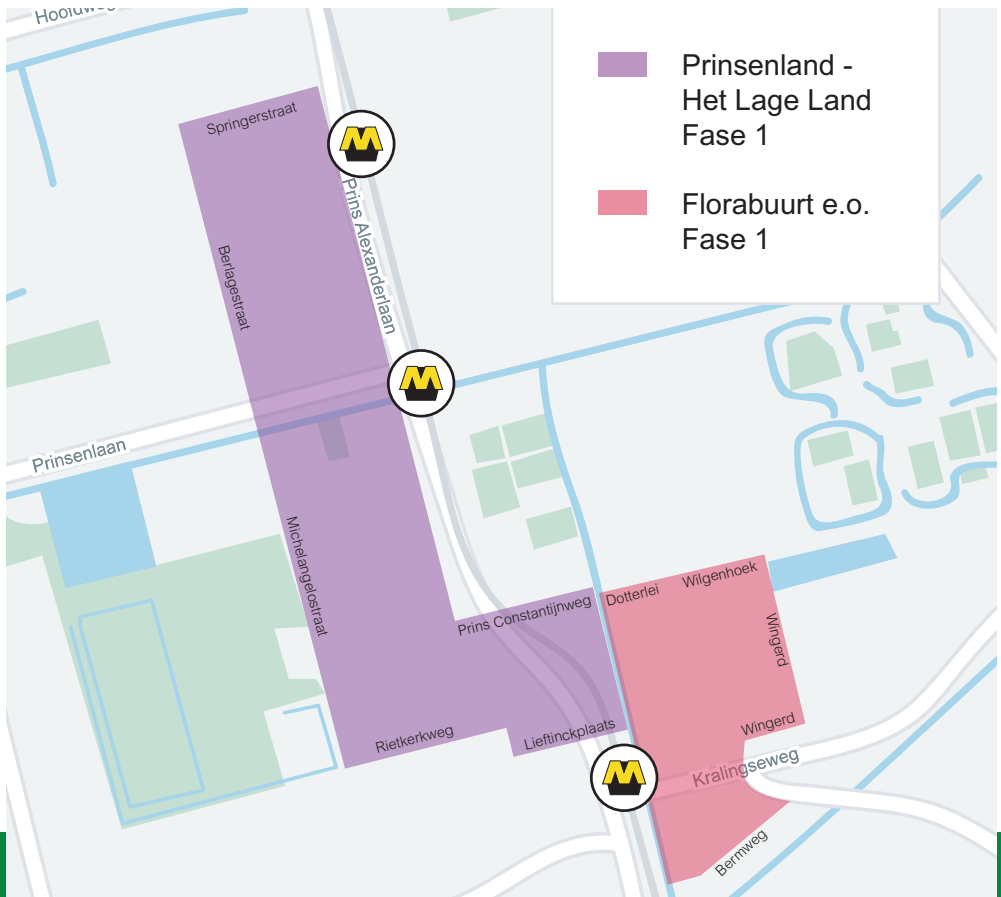 Hoofdweg
Prinsenland -
Het Lage Land
Fase 1
Florabuurt e.o.
Fase 1
Springerstraat
M
Prins Alexanderlaan
Berlagestraat
M
Prinsenlaan
Michelangelostraat
Prins Constantijnweg
Dotterlei
Wilgenhoek
Wingerd
Rietkerkweg
Lieftinckplaats
Wingerd
M
Kralingseweg
Bermweg